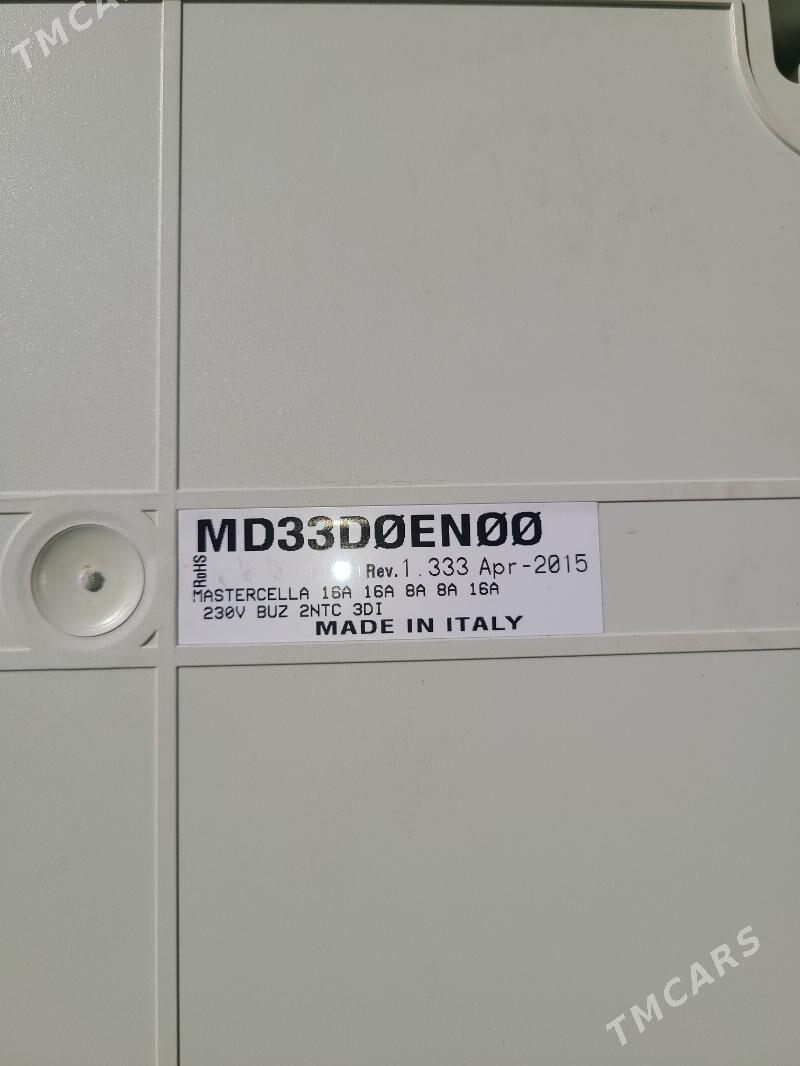 TMCARS
MD33DØENØØ
RoHS
Rev.1.333 Apr-2015
MASTERCELLA 16A 16A 8A 8A 16A
230V BUZ 2NTC 3DI
MADE IN ITALY
TMCARS